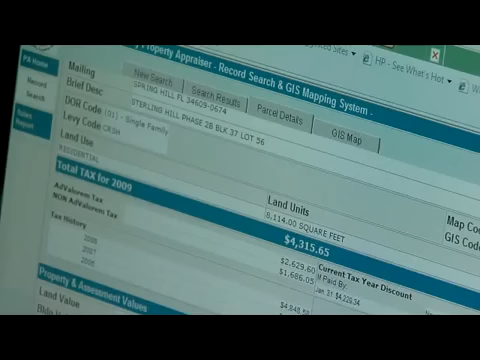 HP - See What's Hot
PA Home
Property Appraiser - Record Search & GIS Mapping System -
Record
Search
Sales
Report
New Search
Search Results
Parcel Details
GIS Map
Mailing
SPRING HILL FL 34609-0674
Brief Desc
STERLING HILL PHASE 2B BLK 37 LOT 56
DOR Code
(01) - Single Family
Levy Code
CWSH
Land Use
RESIDENTIAL
Land Units
Map Code
8,114.00 SQUARE FEET
GIS Code
Total TAX for 2009
$4,315.65
AdValorem Tax
$2,629.60
NON AdValorem Tax
$1,686.05
Current Tax Year Discount
If Paid By:
Jan. 31 $4,229.34
Tax History
2008
2007
Property & Assessment Values
Land Value